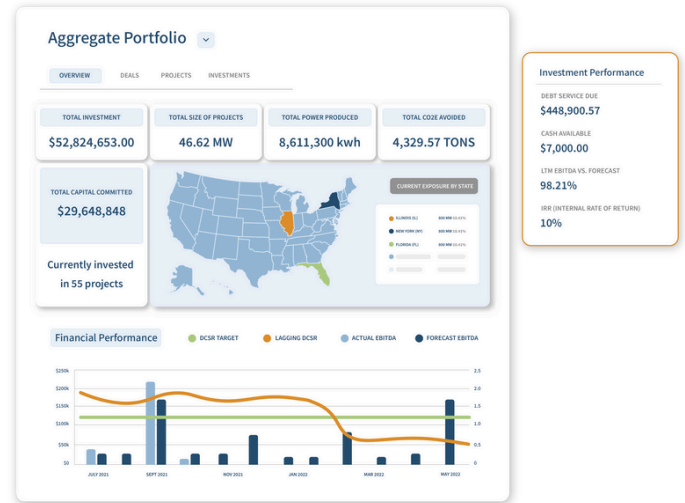 Aggregate Portfolio
OVERVIEW DEALS PROJECTS INVESTMENTS
TOTAL INVESTMENT
$52,824,653.00
TOTAL SIZE OF PROJECTS
46.62 MW
TOTAL POWER PRODUCED
8,611,300 kwh
TOTAL CO2E AVOIDED
4,329.57 TONS
TOTAL CAPITAL COMMITTED
$29,648,848
Currently invested
in 55 projects
CURRENT EXPOSURE BY STATE
ILLINOIS (IL)
NEW YORK (NY)
FLORIDA (FL)
Investment Performance
DEBT SERVICE DUE
$448,900.57
CASH AVAILABLE
$7,000.00
LTM EBITDA VS. FORECAST
98.21%
IRR (INTERNAL RATE OF RETURN)
10%
Financial Performance
DCSR TARGET LAGGING DCSR ACTUAL EBITDA FORECAST EBITDA
$250k 2.5
$200k 2.0
$150k 1.5
$100k 1.0
$50k 0.5
$0 0
JULY 2021 SEPT 2021 NOV 2021 JAN 2022 MAR 2022 MAY 2022